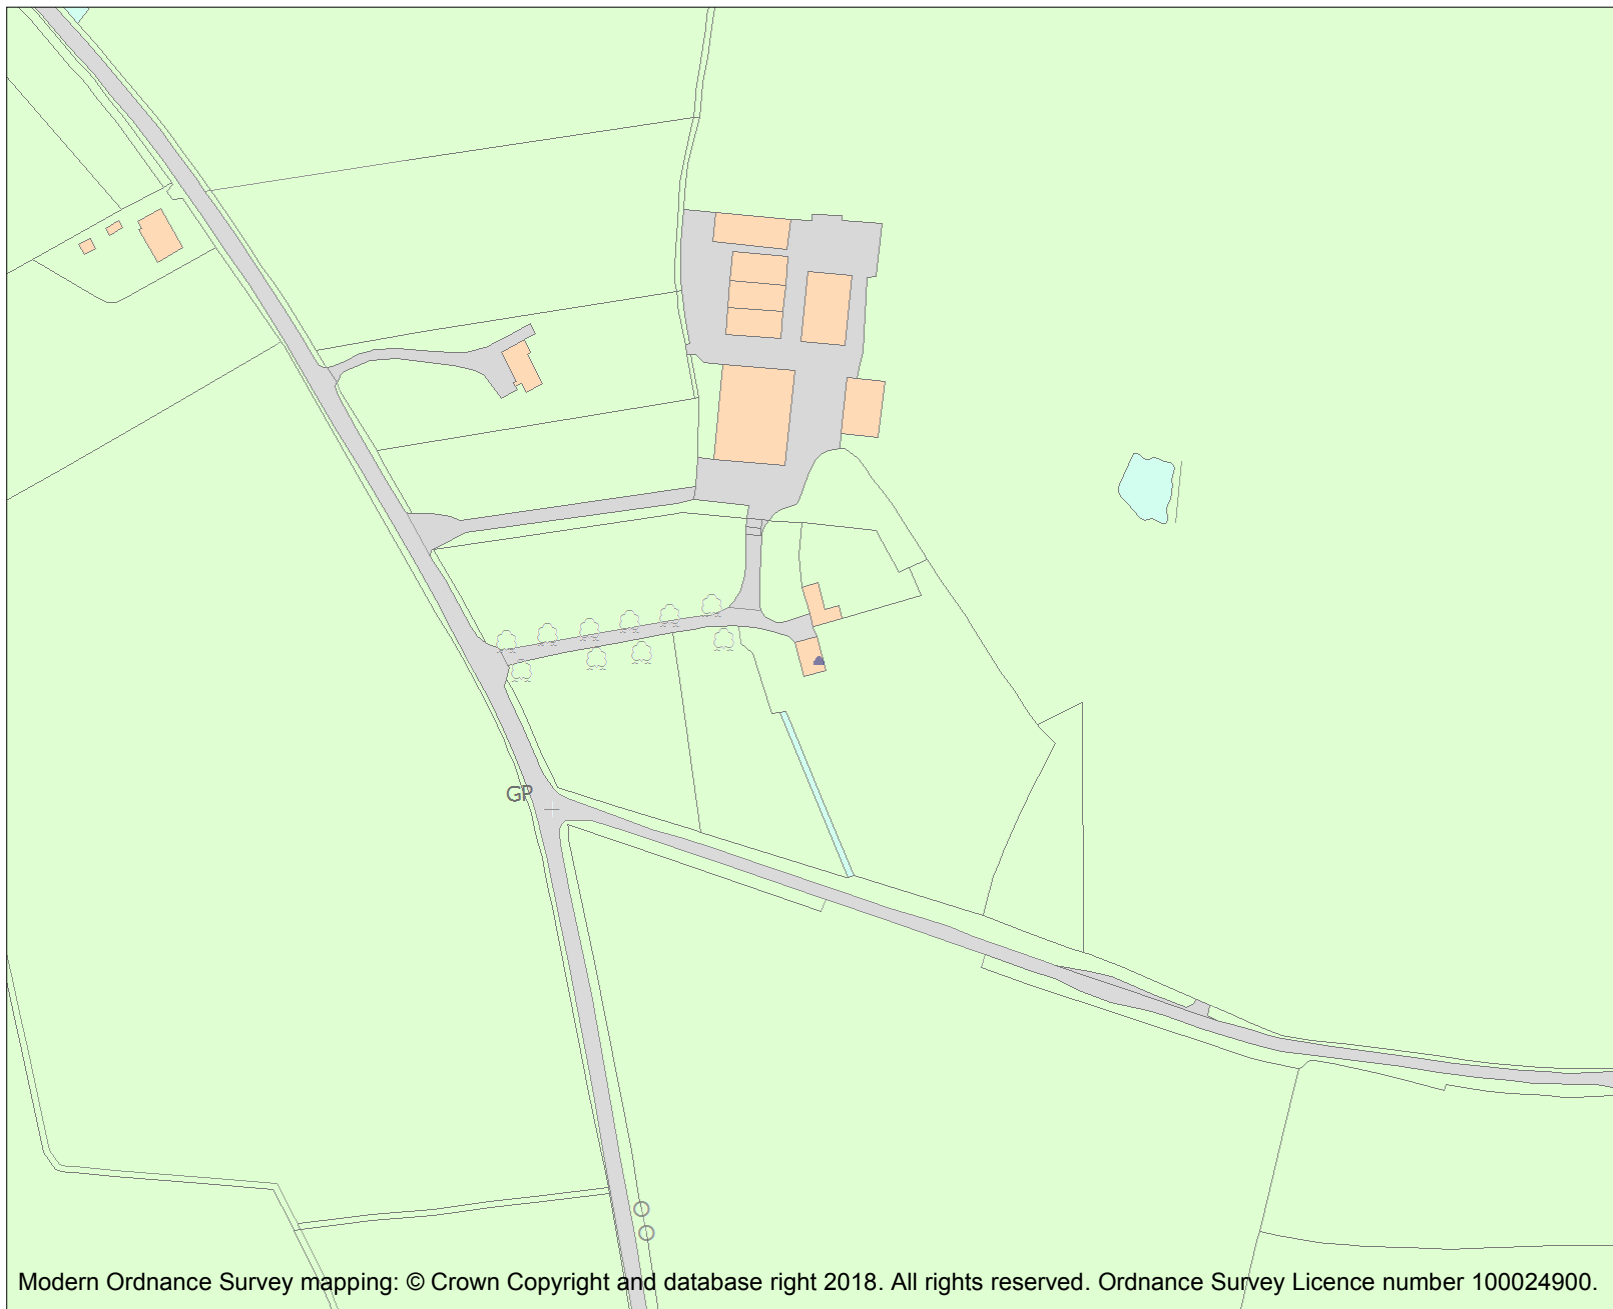 GP
Modern Ordnance Survey mapping: © Crown Copyright and database right 2018. All rights reserved. Ordnance Survey Licence number 100024900.